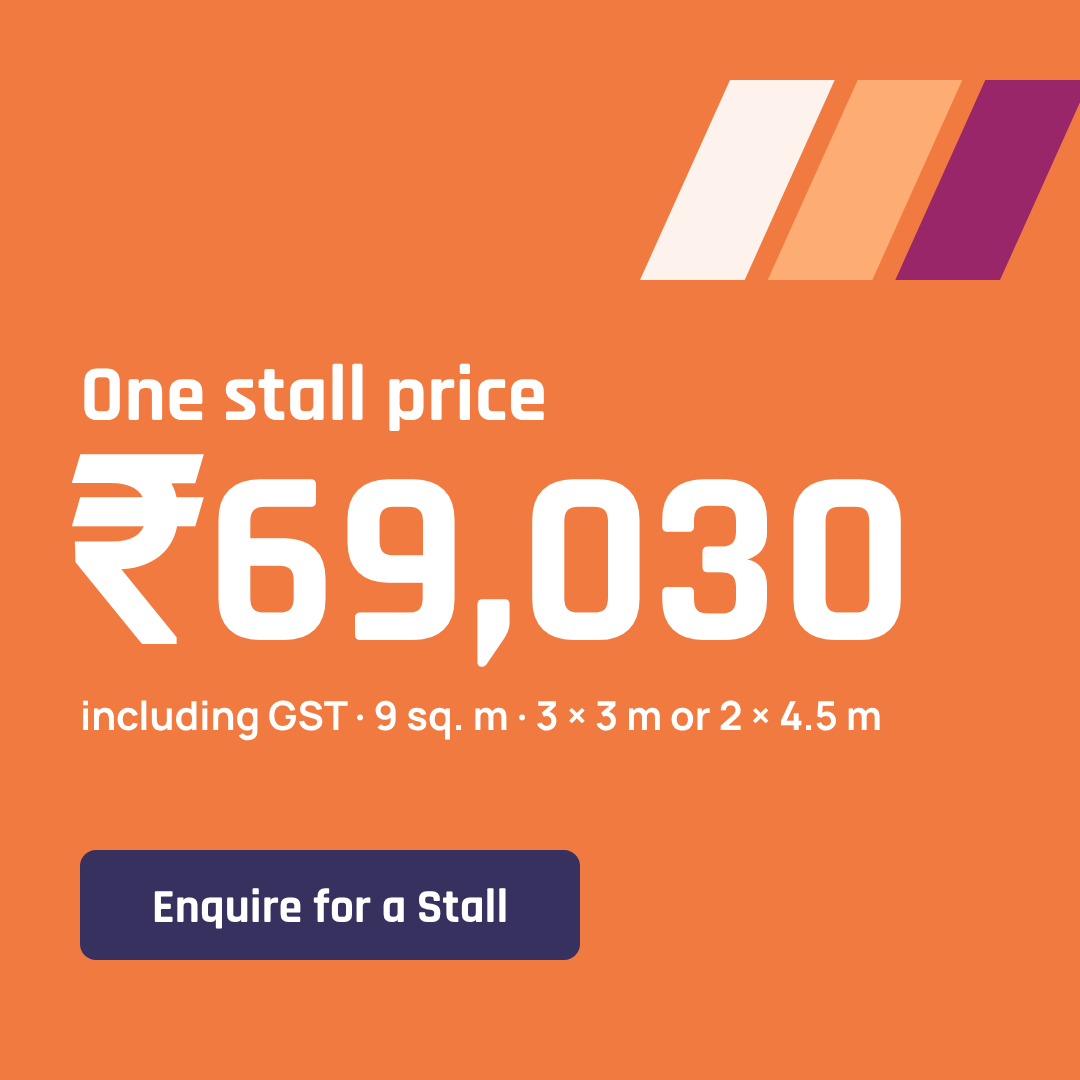 One stall price
₹69,030
including GST · 9 sq. m · 3 × 3 m or 2 × 4.5 m
Enquire for a Stall